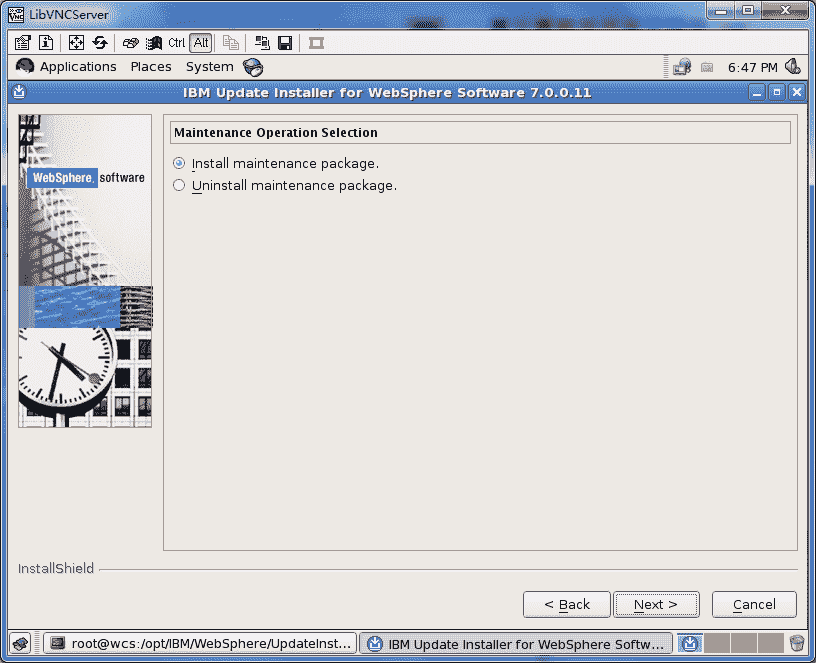 LibVNCServer
Ctrl Alt
Applications Places System 6:47 PM
IBM Update Installer for WebSphere Software 7.0.0.11
WebSphere. software
Maintenance Operation Selection
Install maintenance package.
Uninstall maintenance package.
InstallShield
< Back Next > Cancel
root@wcs:/opt/IBM/WebSphere/UpdateInst... IBM Update Installer for WebSphere Softw...